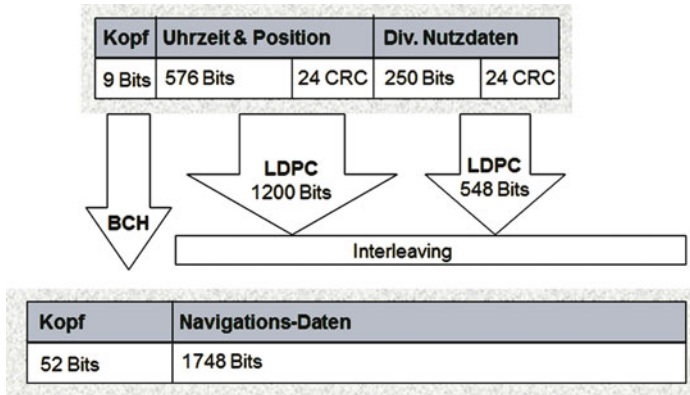 Kopf Uhrzeit & Position Div. Nutzdaten
9 Bits 576 Bits 24 CRC 250 Bits 24 CRC
LDPC
1200 Bits
LDPC
548 Bits
BCH
Interleaving
Kopf Navigations-Daten
52 Bits 1748 Bits